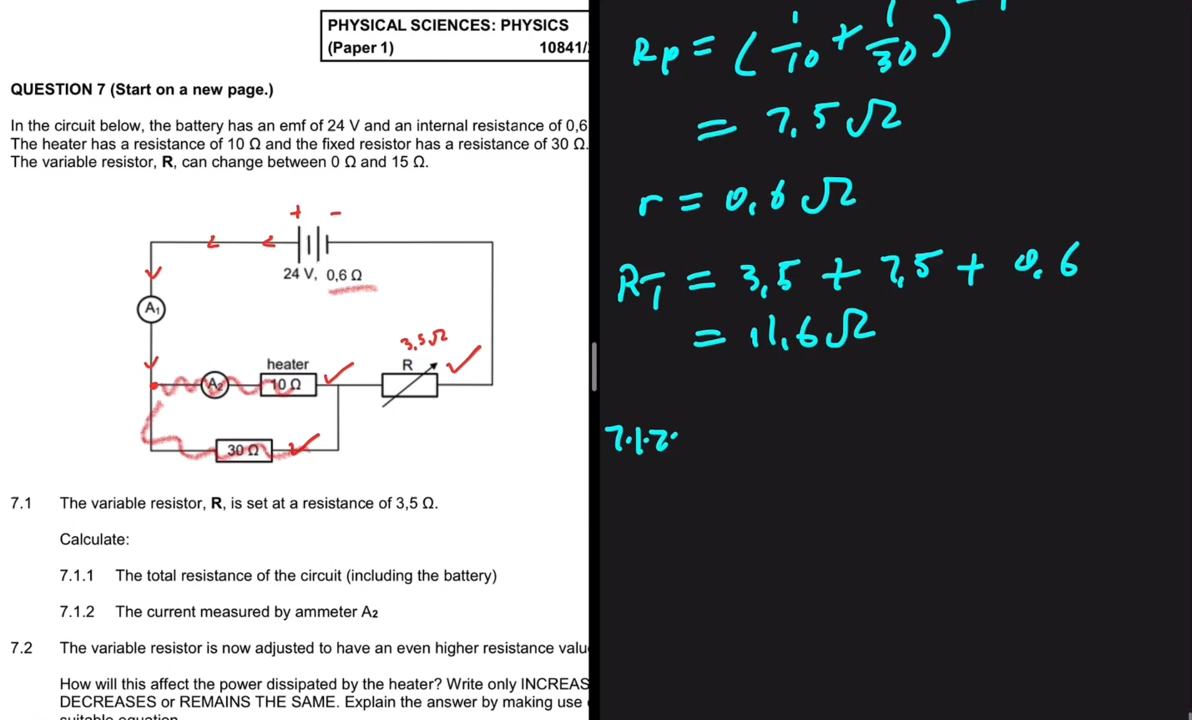 PHYSICAL SCIENCES: PHYSICS
(Paper 1) 10841/
QUESTION 7 (Start on a new page.)
In the circuit below, the battery has an emf of 24 V and an internal resistance of 0,6
The heater has a resistance of 10 Ω and the fixed resistor has a resistance of 30 Ω.
The variable resistor, R, can change between 0 Ω and 15 Ω.
+ -
24 V, 0,6 Ω
A₁
3,5 Ω
heater R
A₂ 10 Ω
30 Ω
7.1 The variable resistor, R, is set at a resistance of 3,5 Ω.
Calculate:
7.1.1 The total resistance of the circuit (including the battery)
7.1.2 The current measured by ammeter A₂
7.2 The variable resistor is now adjusted to have an even higher resistance valu
How will this affect the power dissipated by the heater? Write only INCREAS
DECREASES or REMAINS THE SAME. Explain the answer by making use
suitable equation
Rp = (1/10 + 1/30)
= 7,5 Ω
r = 0,6 Ω
RT = 3,5 + 7,5 + 0,6
= 11,6 Ω
7.1.2.